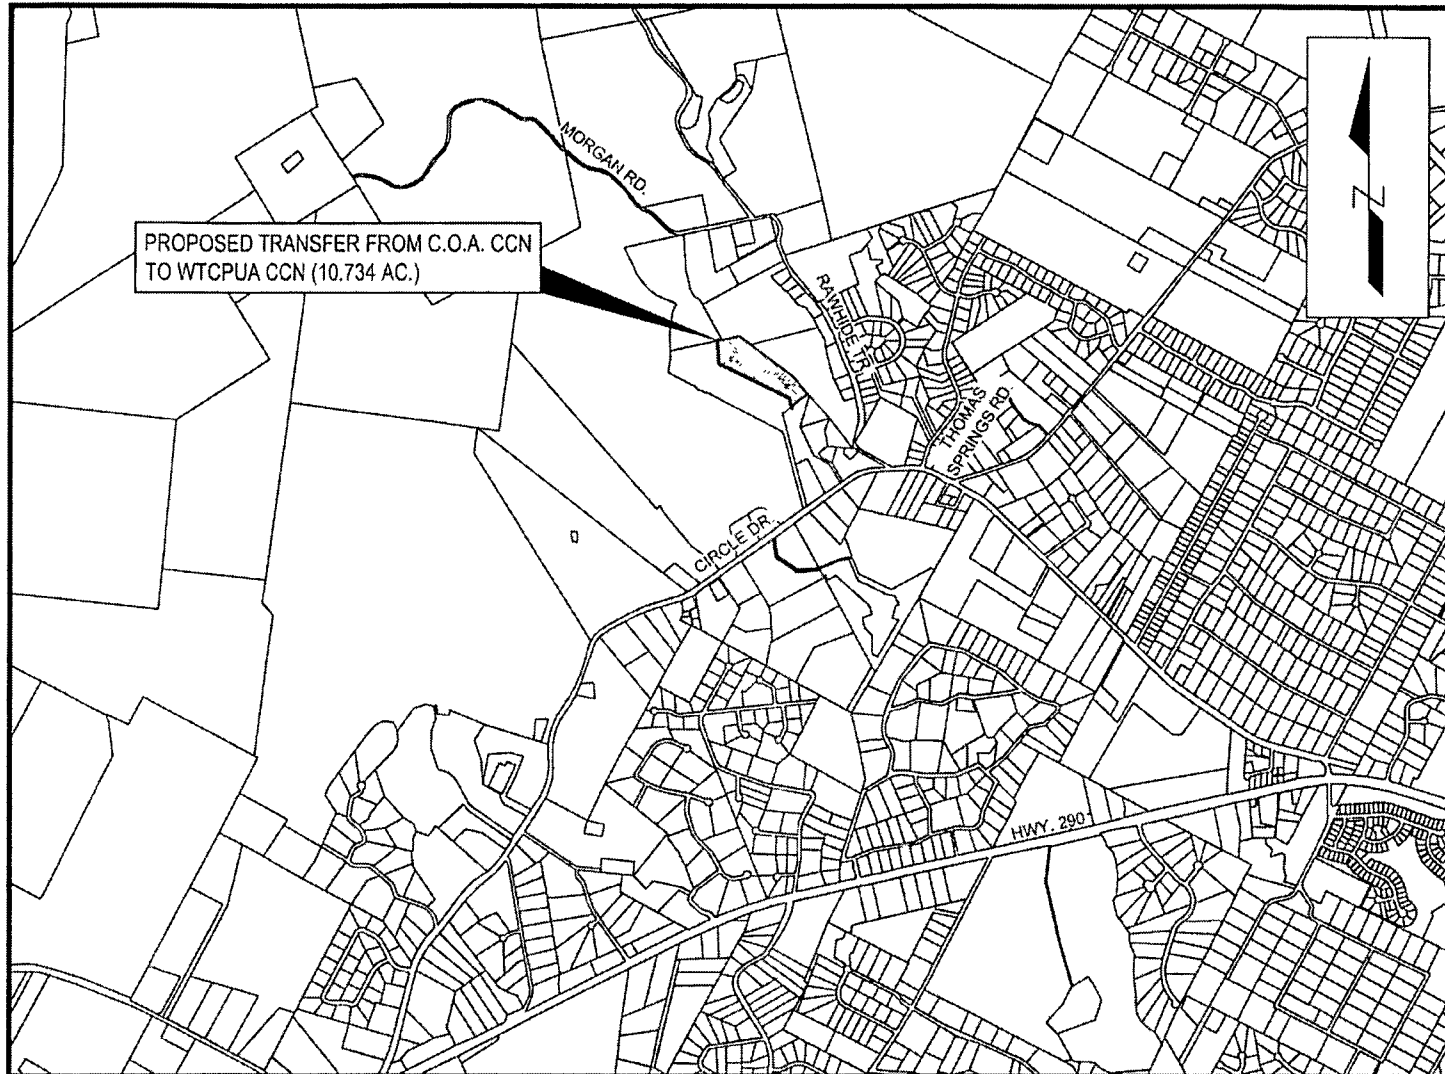 MORGAN RD.
PROPOSED TRANSFER FROM C.O.A. CCN
TO WTCPUA CCN (10.734 AC.)
RAWHIDE TR.
THOMAS
SPRINGS RD.
CIRCLE DR.
HWY. 290
N